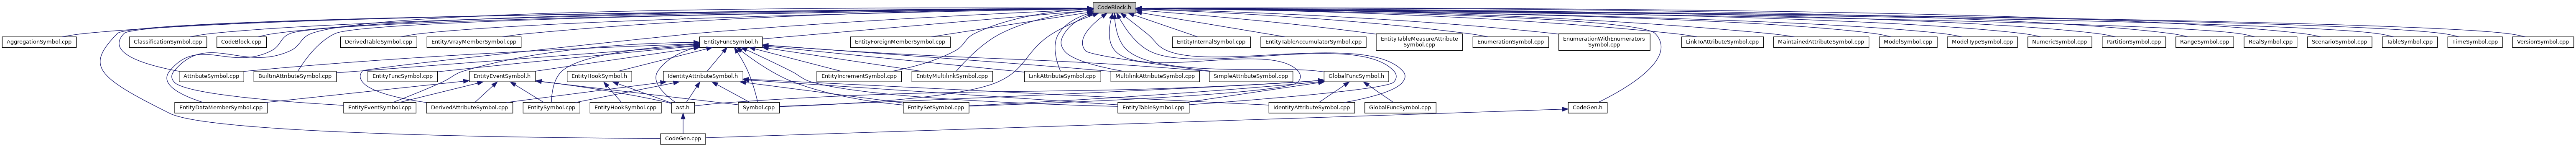 CodeBlock.h
AggregationSymbol.cpp
ClassificationSymbol.cpp
CodeBlock.cpp
DerivedTableSymbol.cpp
EntityArrayMemberSymbol.cpp
EntityFuncSymbol.h
EntityForeignMemberSymbol.cpp
EntityInternalSymbol.cpp
EntityTableAccumulatorSymbol.cpp
EntityTableMeasureAttribute
Symbol.cpp
EnumerationSymbol.cpp
EnumerationWithEnumerators
Symbol.cpp
LinkToAttributeSymbol.cpp
MaintainedAttributeSymbol.cpp
ModelSymbol.cpp
ModelTypeSymbol.cpp
NumericSymbol.cpp
PartitionSymbol.cpp
RangeSymbol.cpp
RealSymbol.cpp
ScenarioSymbol.cpp
TableSymbol.cpp
TimeSymbol.cpp
VersionSymbol.cpp
AttributeSymbol.cpp
BuiltinAttributeSymbol.cpp
EntityFuncSymbol.cpp
EntityEventSymbol.h
EntityHookSymbol.h
IdentityAttributeSymbol.h
EntityIncrementSymbol.cpp
EntityMultilinkSymbol.cpp
LinkAttributeSymbol.cpp
MultilinkAttributeSymbol.cpp
SimpleAttributeSymbol.cpp
GlobalFuncSymbol.h
EntityDataMemberSymbol.cpp
EntityEventSymbol.cpp
DerivedAttributeSymbol.cpp
EntitySymbol.cpp
EntityHookSymbol.cpp
ast.h
Symbol.cpp
EntitySetSymbol.cpp
EntityTableSymbol.cpp
IdentityAttributeSymbol.cpp
GlobalFuncSymbol.cpp
CodeGen.h
CodeGen.cpp